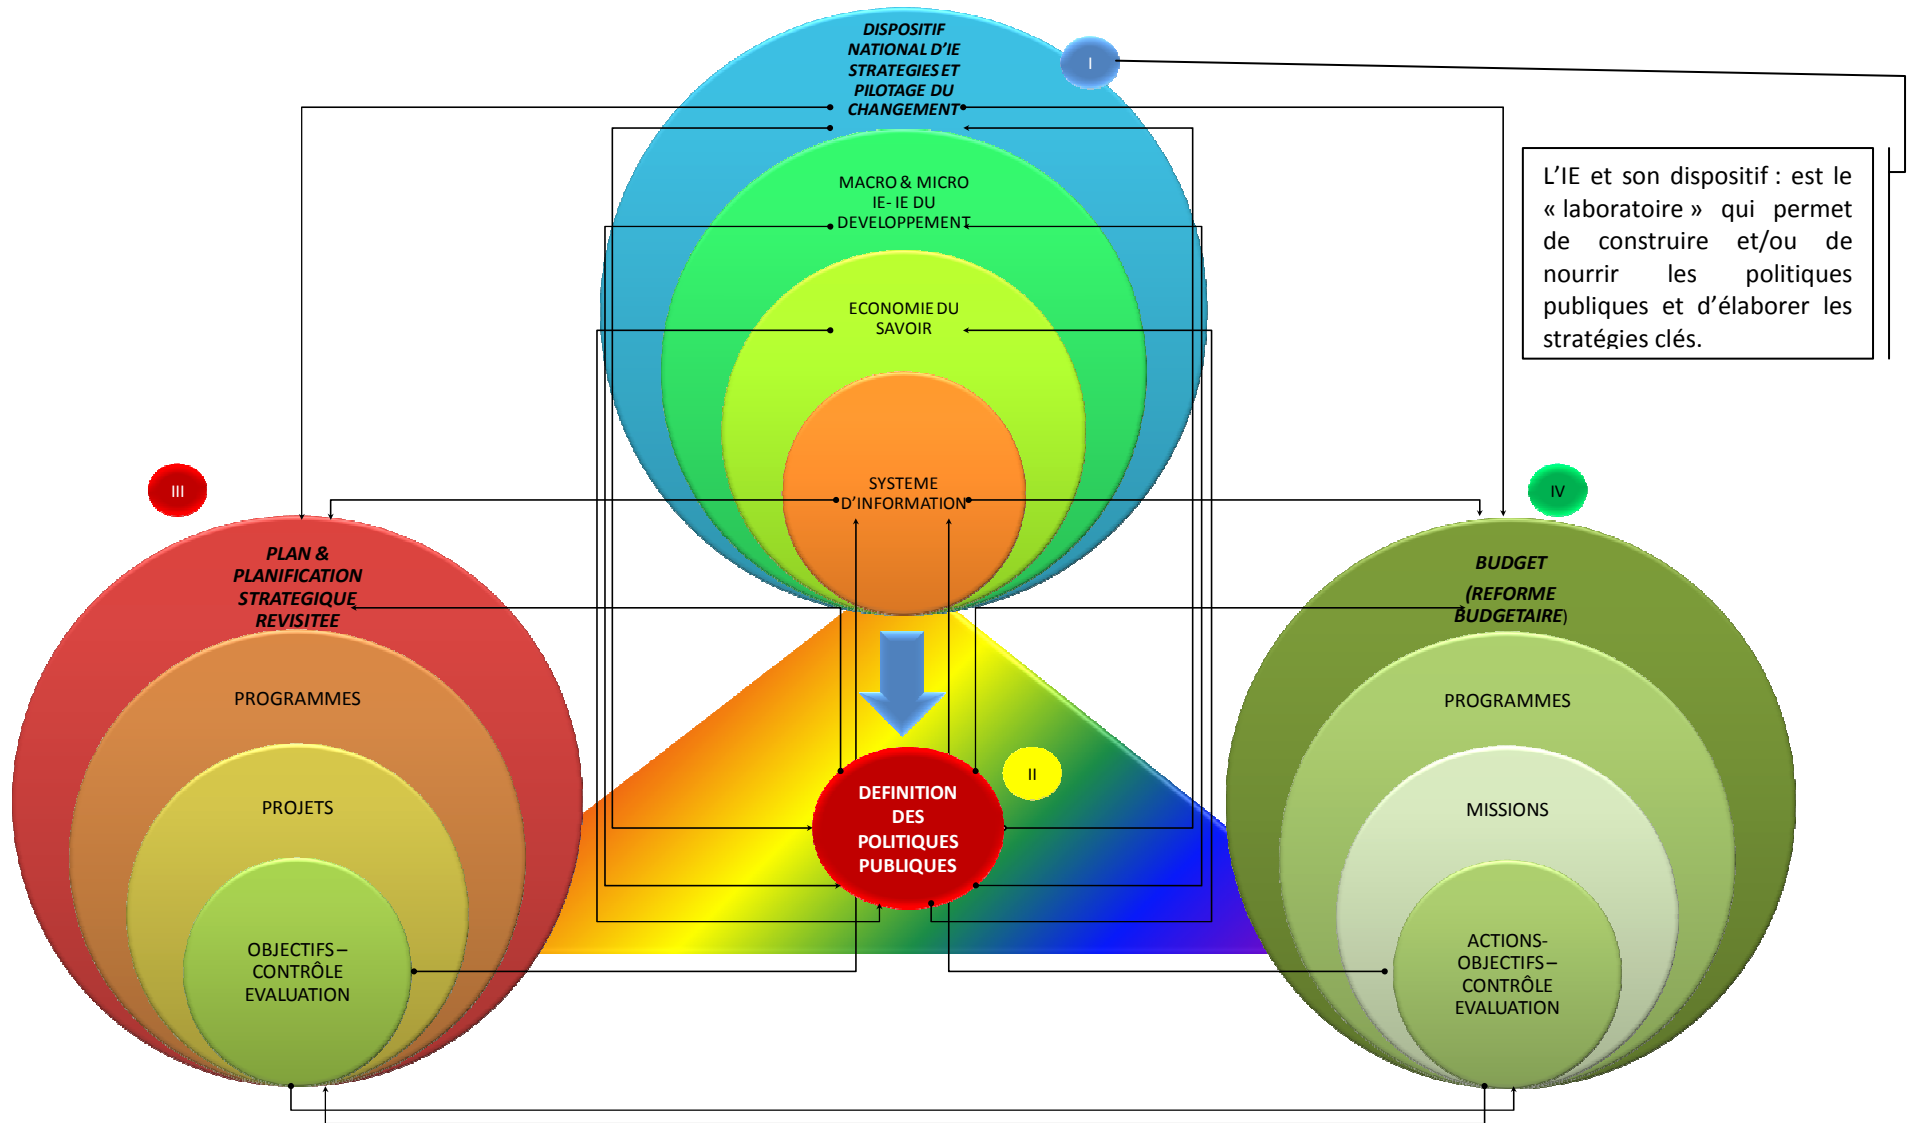 DISPOSITIF
NATIONAL D’IE
STRATEGIES ET
PILOTAGE DU
CHANGEMENT
I
MACRO & MICRO
IE- IE DU
DEVELOPPEMENT
L’IE et son dispositif : est le
« laboratoire » qui permet
de construire et/ou de
nourrir les politiques
publiques et d’élaborer les
stratégies clés.
ECONOMIE DU
SAVOIR
SYSTEME
D’INFORMATION
III
IV
PLAN &
PLANIFICATION
STRATEGIQUE
REVISITEE
PROGRAMMES
PROJETS
OBJECTIFS –
CONTRÔLE
EVALUATION
II
DEFINITION
DES
POLITIQUES
PUBLIQUES
BUDGET
(REFORME
BUDGETAIRE)
PROGRAMMES
MISSIONS
ACTIONS-
OBJECTIFS –
CONTRÔLE
EVALUATION